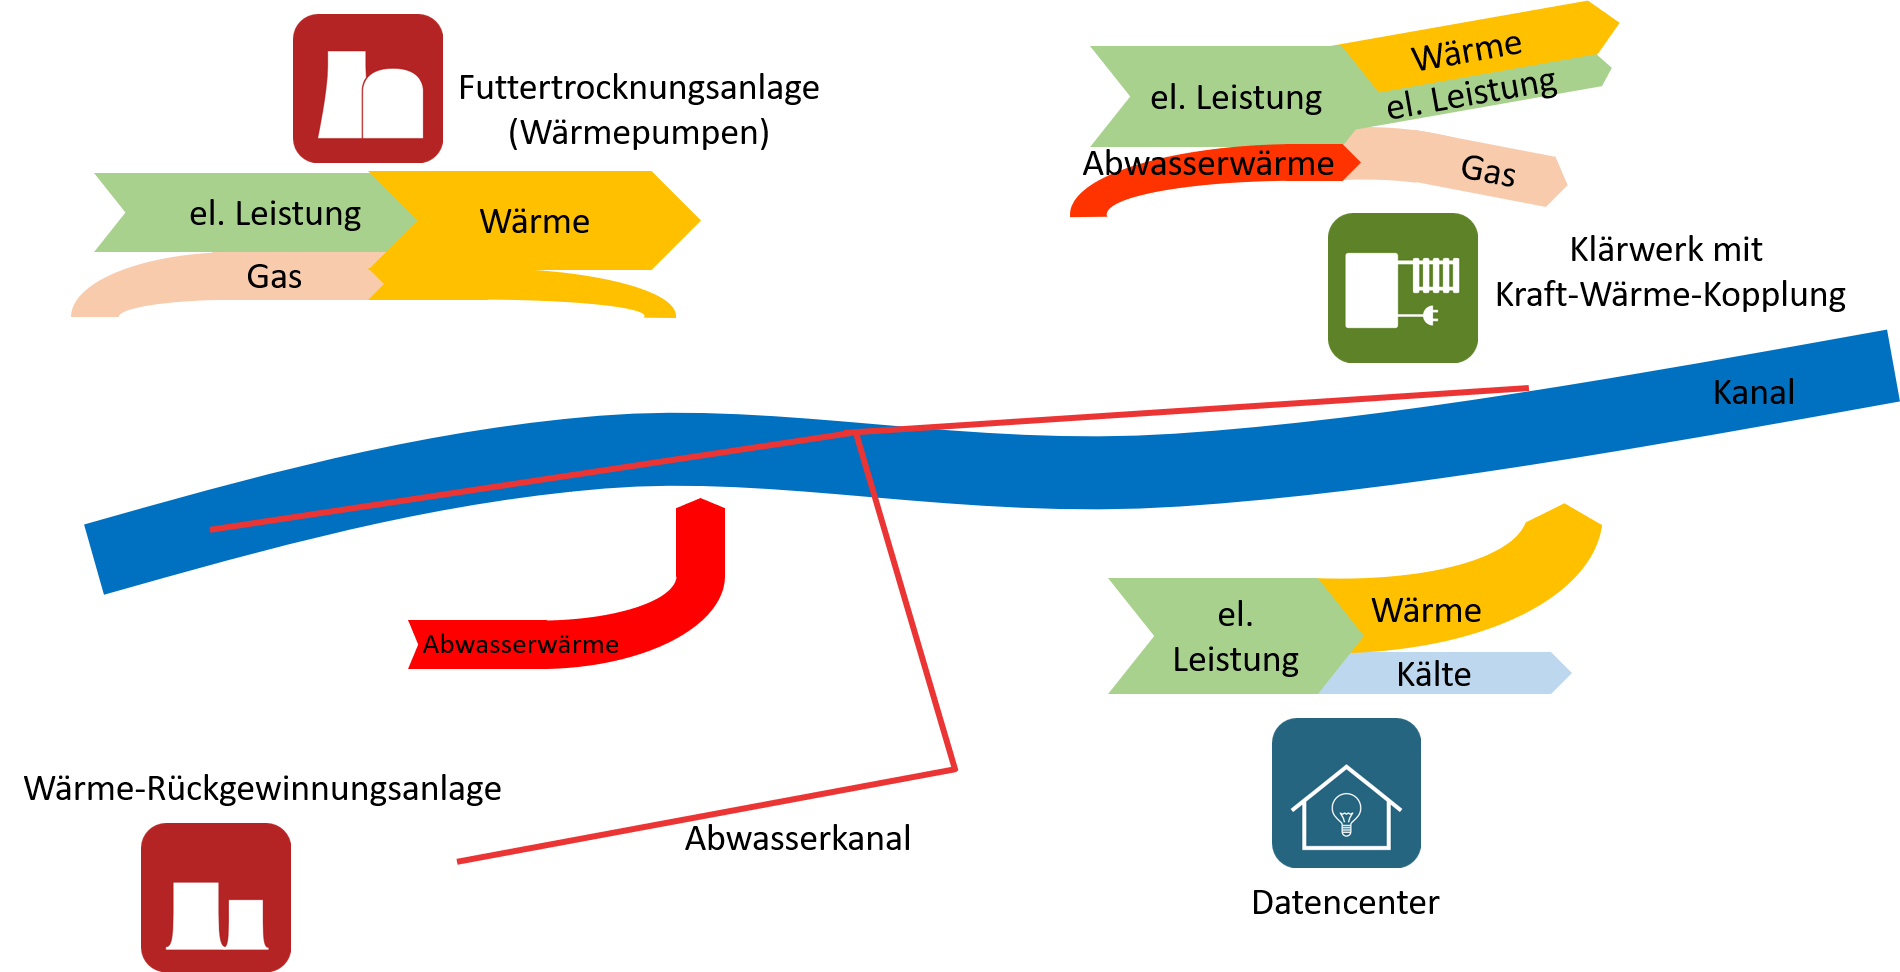 Futtertrocknungsanlage
(Wärmepumpen)
el. Leistung
Wärme
Gas
el. Leistung
Wärme
el. Leistung
Abwasserwärme
Gas
Klärwerk mit
Kraft-Wärme-Kopplung
Kanal
Abwasserwärme
el.
Leistung
Wärme
Kälte
Wärme-Rückgewinnungsanlage
Abwasserkanal
Datencenter